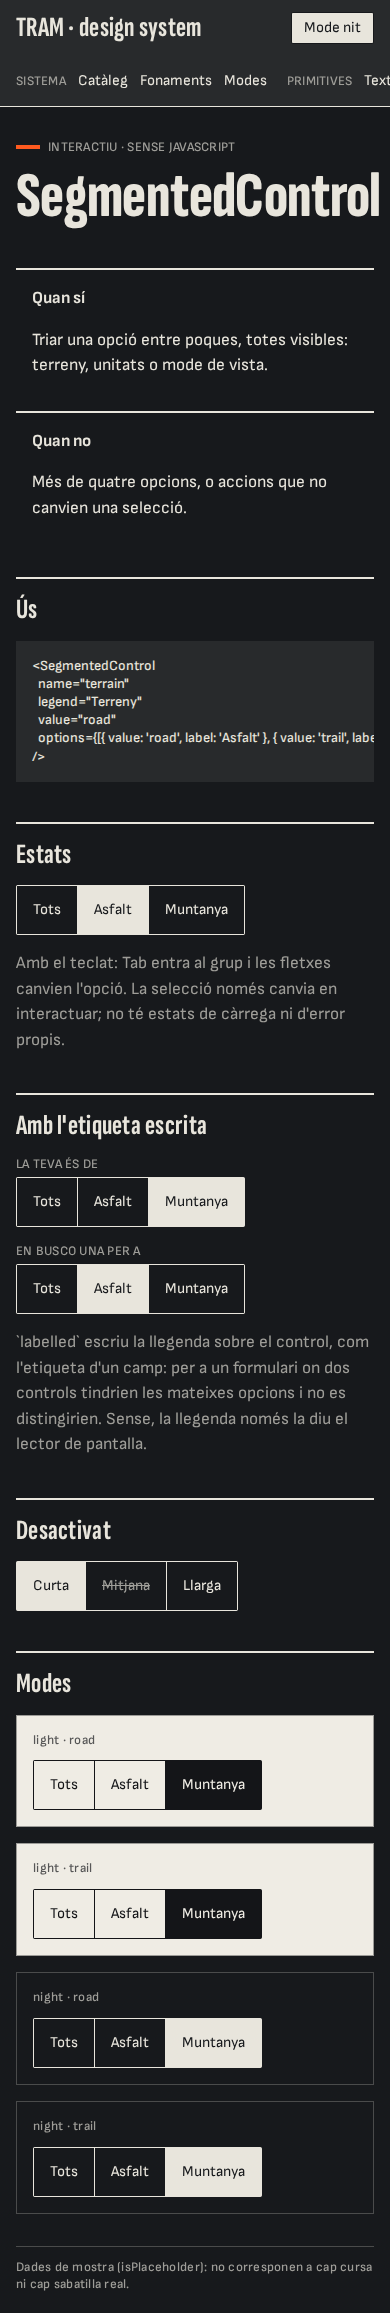 TRAM · design system
Mode nit
SISTEMA Catàleg Fonaments Modes PRIMITIVES Text
INTERACTIU · SENSE JAVASCRIPT
SegmentedControl
Quan sí
Triar una opció entre poques, totes visibles:
terreny, unitats o mode de vista.
Quan no
Més de quatre opcions, o accions que no
canvien una selecció.
Ús
<SegmentedControl
name="terrain"
legend="Terreny"
value="road"
options={[{ value: 'road', label: 'Asfalt' }, { value: 'trail', labe
/>
Estats
Tots Asfalt Muntanya
Amb el teclat: Tab entra al grup i les fletxes
canvien l'opció. La selecció només canvia en
interactuar; no té estats de càrrega ni d'error
propis.
Amb l'etiqueta escrita
LA TEVA ÉS DE
Tots Asfalt Muntanya
EN BUSCO UNA PER A
Tots Asfalt Muntanya
`labelled` escriu la llegenda sobre el control, com
l'etiqueta d'un camp: per a un formulari on dos
controls tindrien les mateixes opcions i no es
distingirien. Sense, la llegenda només la diu el
lector de pantalla.
Desactivat
Curta Mitjana Llarga
Modes
light · road
Tots Asfalt Muntanya
light · trail
Tots Asfalt Muntanya
night · road
Tots Asfalt Muntanya
night · trail
Tots Asfalt Muntanya
Dades de mostra (isPlaceholder): no corresponen a cap cursa
ni cap sabatilla real.